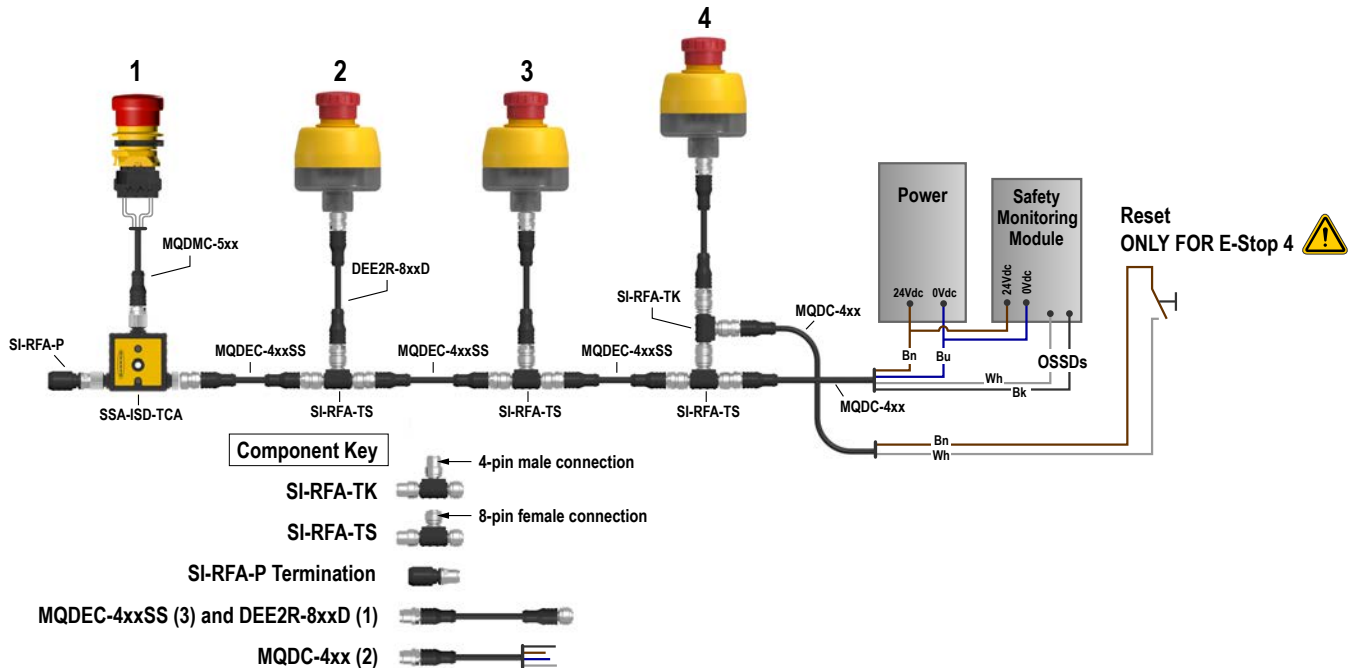 1
2
3
4
MQDMC-5xx
DEE2R-8xxD
SI-RFA-TK
MQDC-4xx
Power
24Vdc
0Vdc
Safety
Monitoring
Module
24Vdc
0Vdc
OSSDs
Reset
ONLY FOR E-Stop 4
SI-RFA-P
SSA-ISD-TCA
MQDEC-4xxSS
SI-RFA-TS
MQDEC-4xxSS
SI-RFA-TS
MQDEC-4xxSS
SI-RFA-TS
MQDC-4xx
Bn
Bu
Wh
Bk
Bn
Wh
Component Key
SI-RFA-TK
4-pin male connection
SI-RFA-TS
8-pin female connection
SI-RFA-P Termination
MQDEC-4xxSS (3) and DEE2R-8xxD (1)
MQDC-4xx (2)